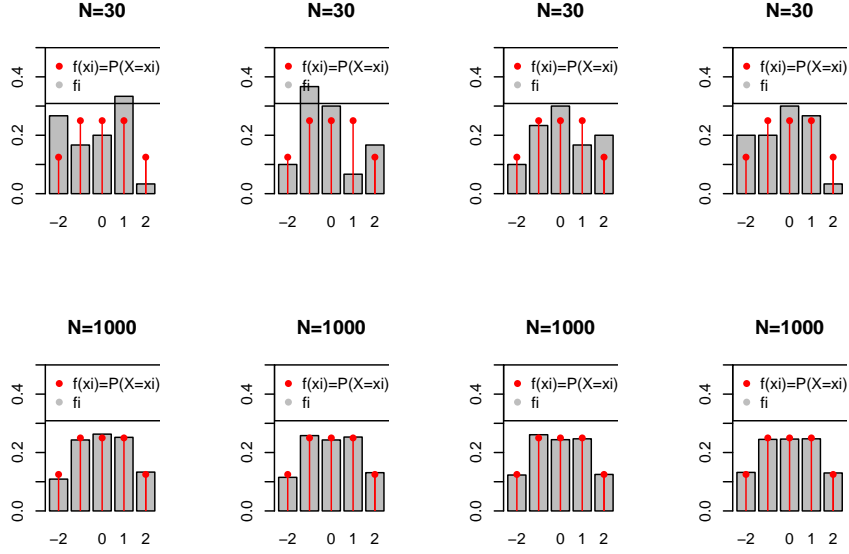 N=30
0.4
0.2
0.0
f(xi)=P(X=xi)
fi
−2 0 1 2
N=30
0.4
0.2
0.0
f(xi)=P(X=xi)
fi
−2 0 1 2
N=30
0.4
0.2
0.0
f(xi)=P(X=xi)
fi
−2 0 1 2
N=30
0.4
0.2
0.0
f(xi)=P(X=xi)
fi
−2 0 1 2
N=1000
0.4
0.2
0.0
f(xi)=P(X=xi)
fi
−2 0 1 2
N=1000
0.4
0.2
0.0
f(xi)=P(X=xi)
fi
−2 0 1 2
N=1000
0.4
0.2
0.0
f(xi)=P(X=xi)
fi
−2 0 1 2
N=1000
0.4
0.2
0.0
f(xi)=P(X=xi)
fi
−2 0 1 2